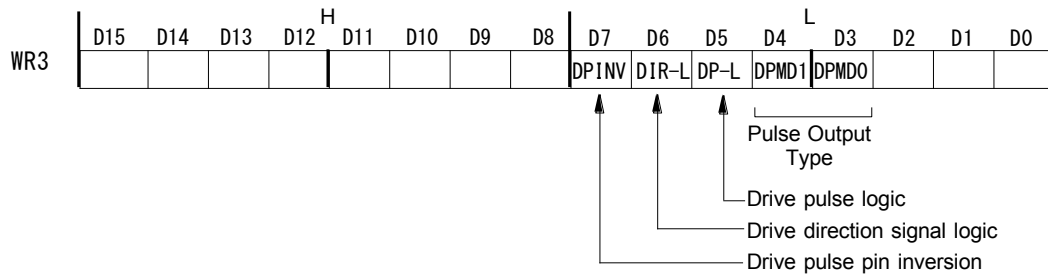 H L
D15 D14 D13 D12 D11 D10 D9 D8 D7 D6 D5 D4 D3 D2 D1 D0
WR3 DPINV DIR-L DP-L DPMD1 DPMD0
Pulse Output
Type
Drive pulse logic
Drive direction signal logic
Drive pulse pin inversion